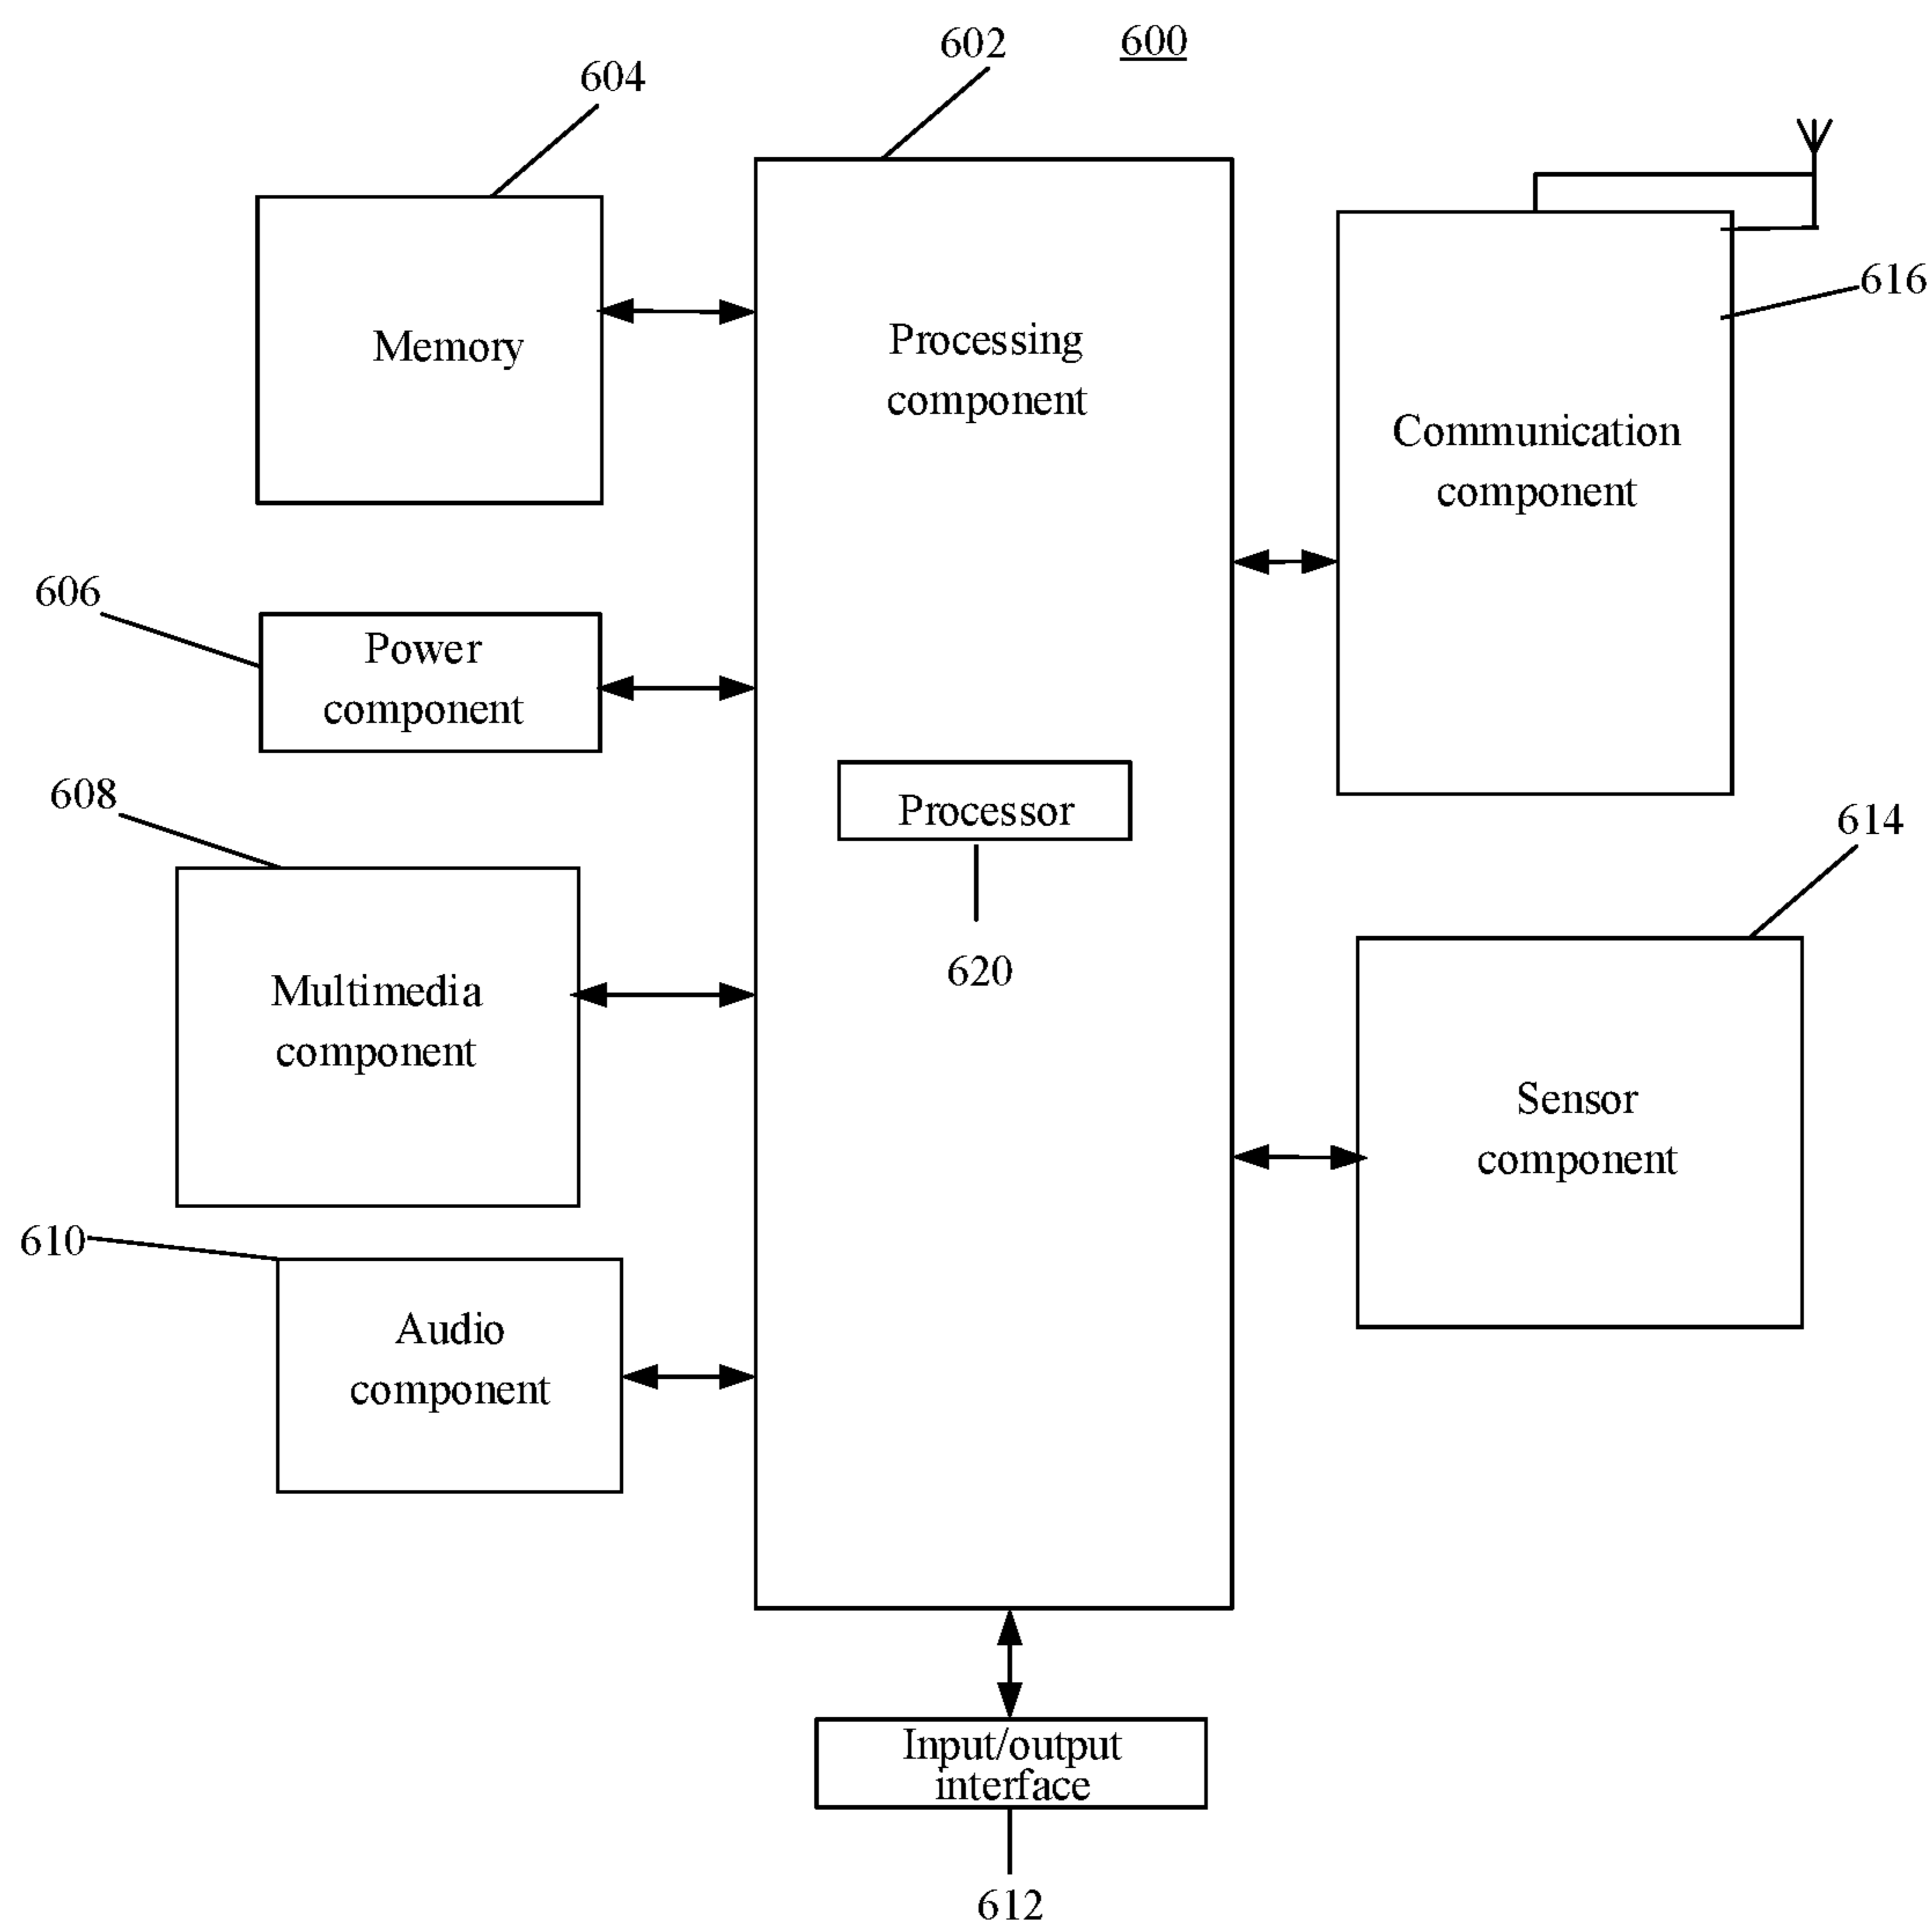 602
600
604
Memory
Processing
component
616
Communication
component
606
Power
component
608
Processor
614
620
Multimedia
component
Sensor
component
610
Audio
component
Input/output
interface
612